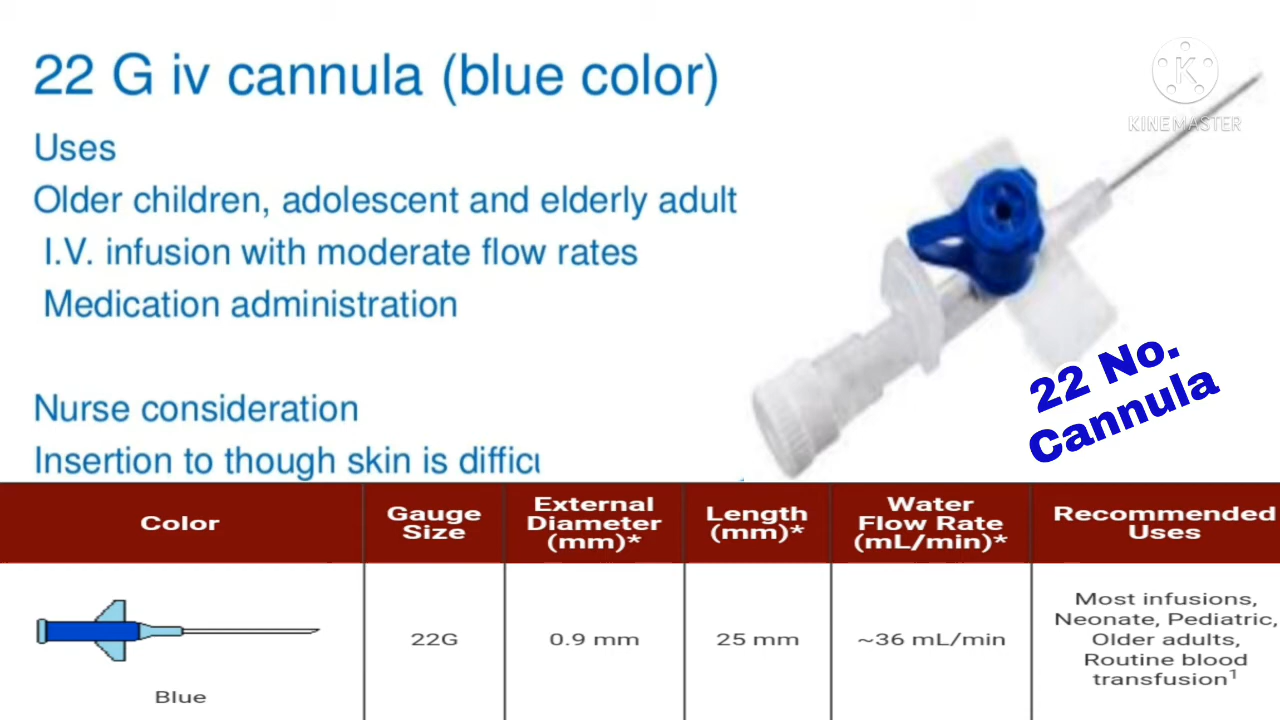 22 G iv cannula (blue color)
Uses
Older children, adolescent and elderly adult
I.V. infusion with moderate flow rates
Medication administration
Nurse consideration
Insertion to though skin is
K
KINEMASTER
22 No.
Cannula
Color
Gauge
Size
External
Diameter
(mm)*
Length
(mm)*
Water
Flow Rate
(mL/min)*
Recommended
Uses
Blue
22G
0.9 mm
25 mm
~36 mL/min
Most infusions,
Neonate, Pediatric,
Older adults,
Routine blood
transfusion¹